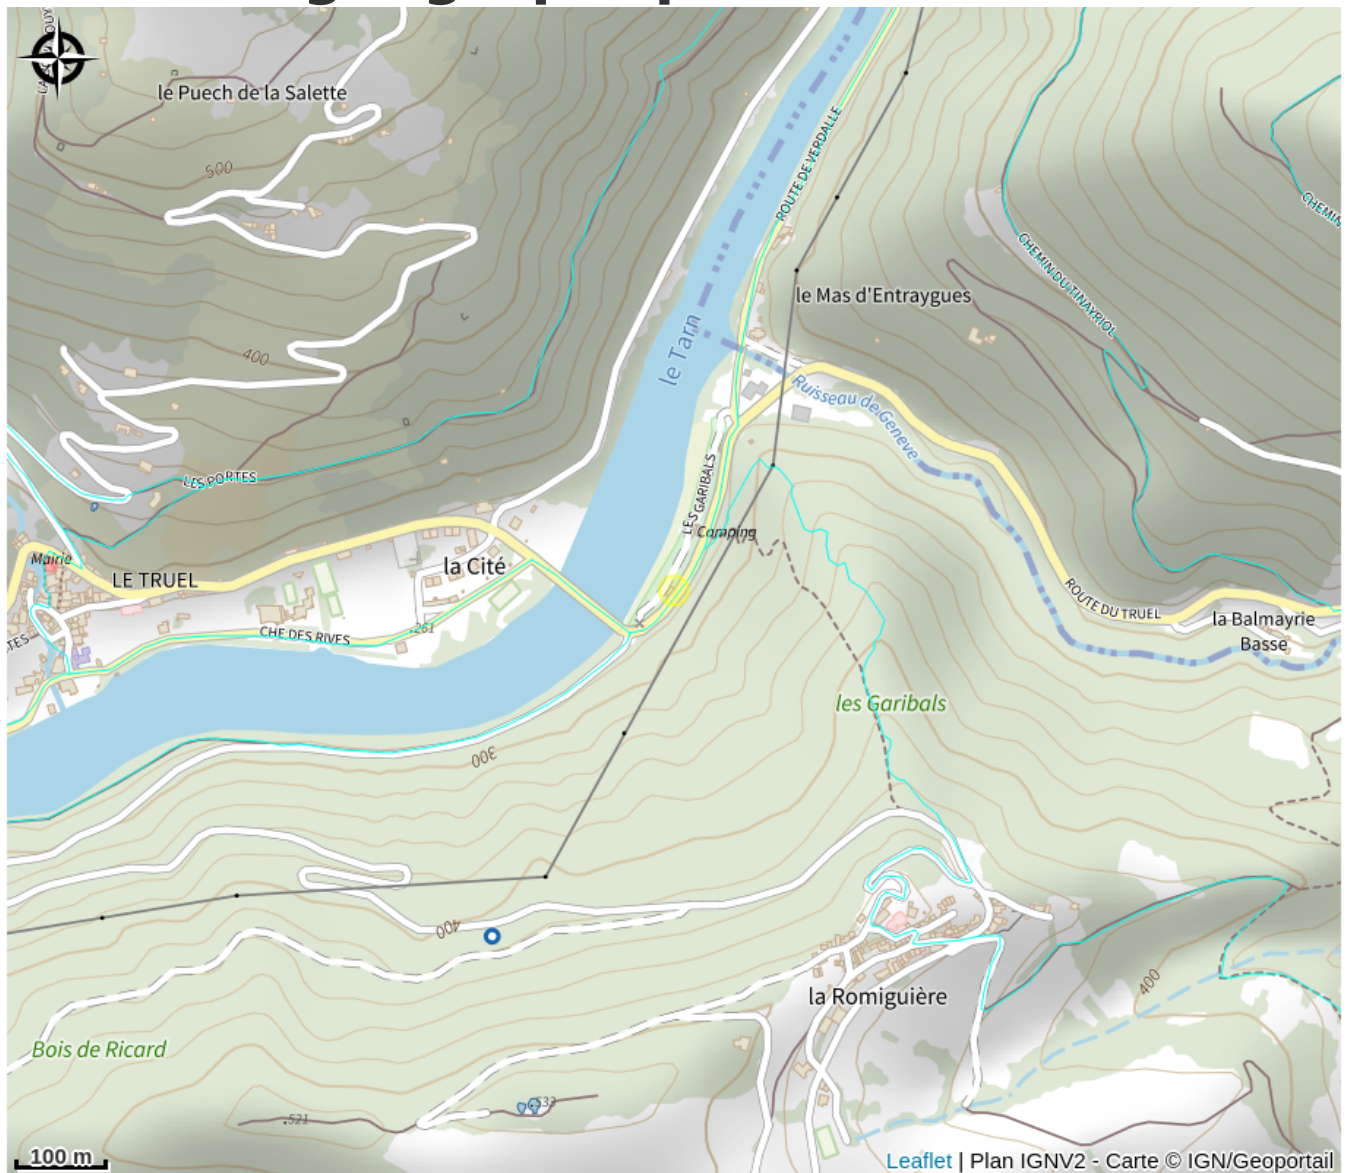 le Puech de la Salette
500
ROUTE DE VERDALLE
CHEMIN
CHEMIN DU TINAYRIOL
le Mas d'Entraygues
le Tarn
400
Ruisseau de Geneve
LES PORTES
LES GARIBALS
Camping
Mairie
LE TRUEL
la Cité
ROUTE DU TRUEL
la Balmayrie
Basse
CHE DES RIVES
261
TES
les Garibals
300
400
la Romiguière
400
Bois de Ricard
533
521
100 m
Leaflet | Plan IGNV2 - Carte © IGN/Geoportail